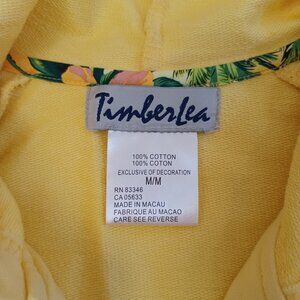 TimberLea
100% COTTON
100% COTTON
EXCLUSIVE OF DECORATION
M/M
RN 83346
CA 05633
MADE IN MACAU
FABRIQUE AU MACAO
CARE SEE REVERSE